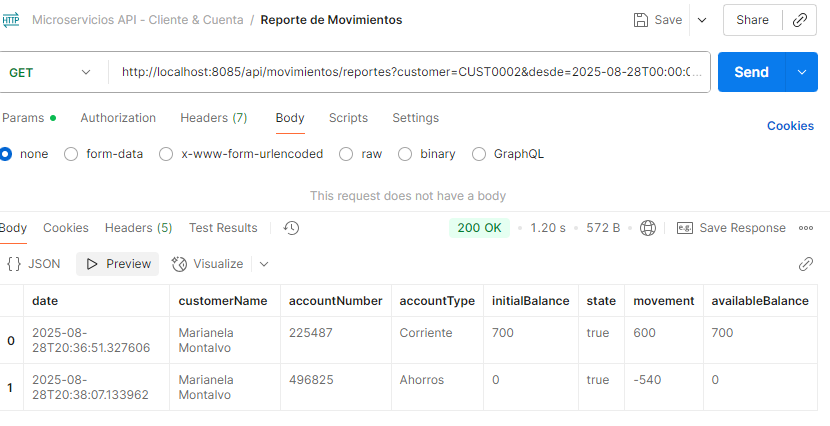 HTTP Microservicios API - Cliente & Cuenta / Reporte de Movimientos Save Share
GET http://localhost:8085/api/movimientos/reportes?customer=CUST0002&desde=2025-08-28T00:00:0... Send
Params Authorization Headers (7) Body Scripts Settings Cookies
none form-data x-www-form-urlencoded raw binary GraphQL
This request does not have a body
Body Cookies Headers (5) Test Results 200 OK • 1.20 s • 572 B • e.g. Save Response
{} JSON Preview Visualize
date customerName accountNumber accountType initialBalance state movement availableBalance
0 2025-08-28T20:36:51.327606 Marianela Montalvo 225487 Corriente 700 true 600 700
1 2025-08-28T20:38:07.133962 Marianela Montalvo 496825 Ahorros 0 true -540 0